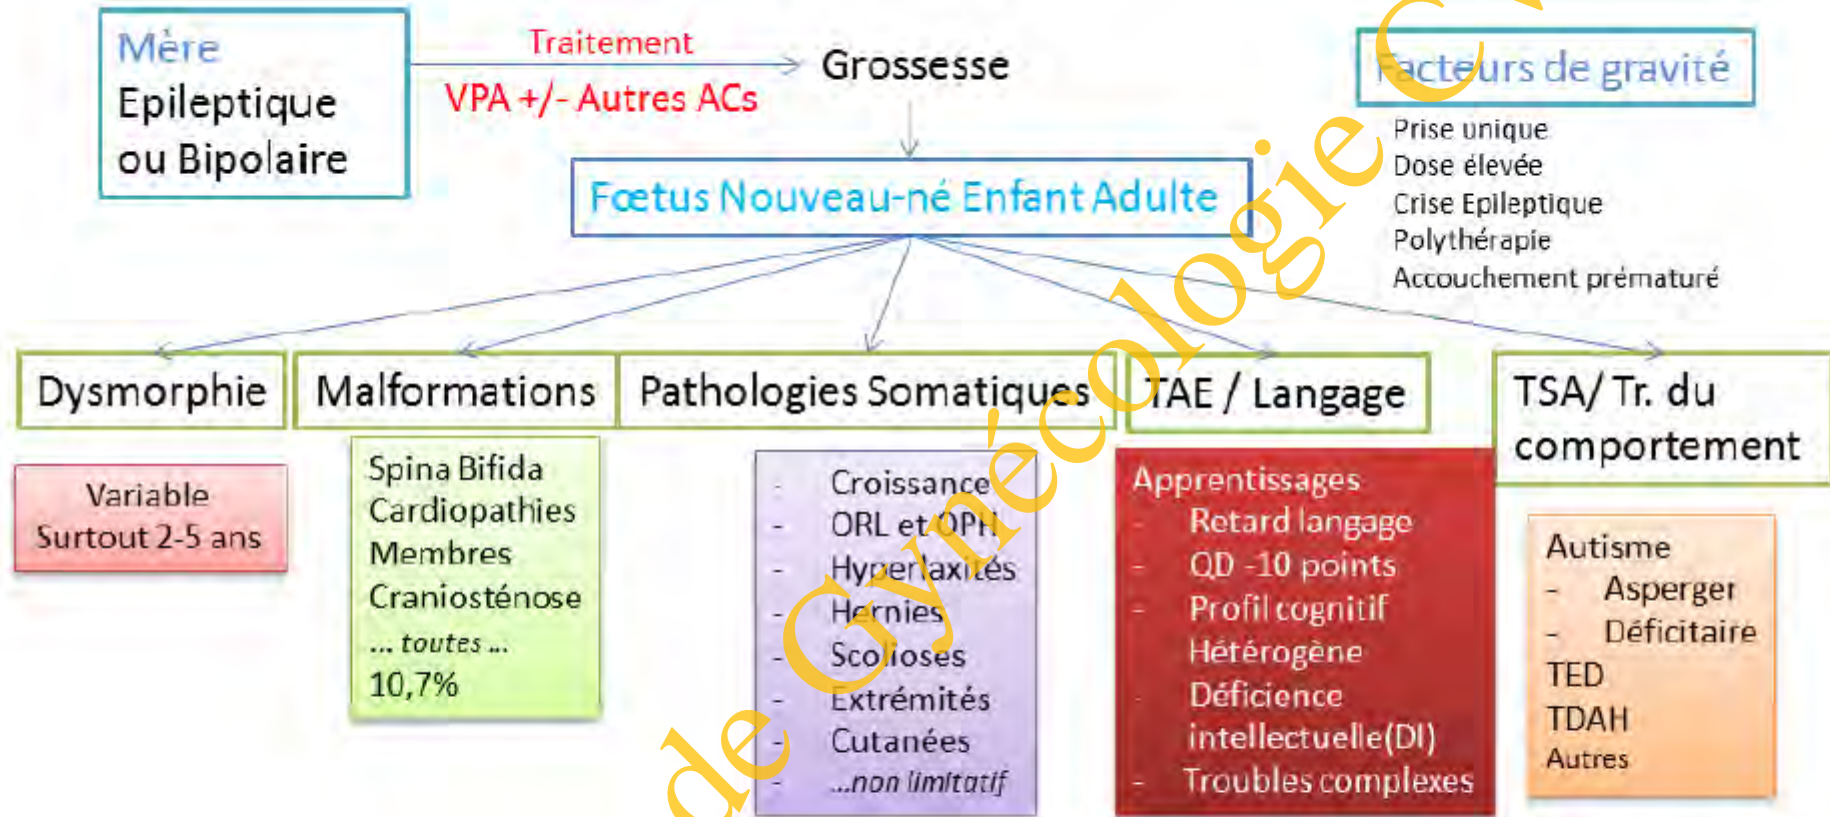 Mère
Epileptique
ou Bipolaire
Traitement
VPA +/- Autres ACs
Grossesse
Fœtus Nouveau-né Enfant Adulte
Facteurs de gravité
Prise unique
Dose élevée
Crise Epileptique
Polythérapie
Accouchement prématuré
Dysmorphie
Variable
Surtout 2-5 ans
Malformations
Spina Bifida
Cardiopathies
Membres
Craniosténose
... toutes ...
10,7%
Pathologies Somatiques
- Croissance
- ORL et OPH
- Hyperlaxités
- Hernies
- Scolioses
- Extrémités
- Cutanées
- ...non limitatif
TAE / Langage
Apprentissages
- Retard langage
- QD -10 points
- Profil cognitif
Hétérogène
- Déficience
intellectuelle(DI)
- Troubles complexes
TSA/ Tr. du
comportement
Autisme
- Asperger
- Déficitaire
TED
TDAH
Autres
de Gynécologie